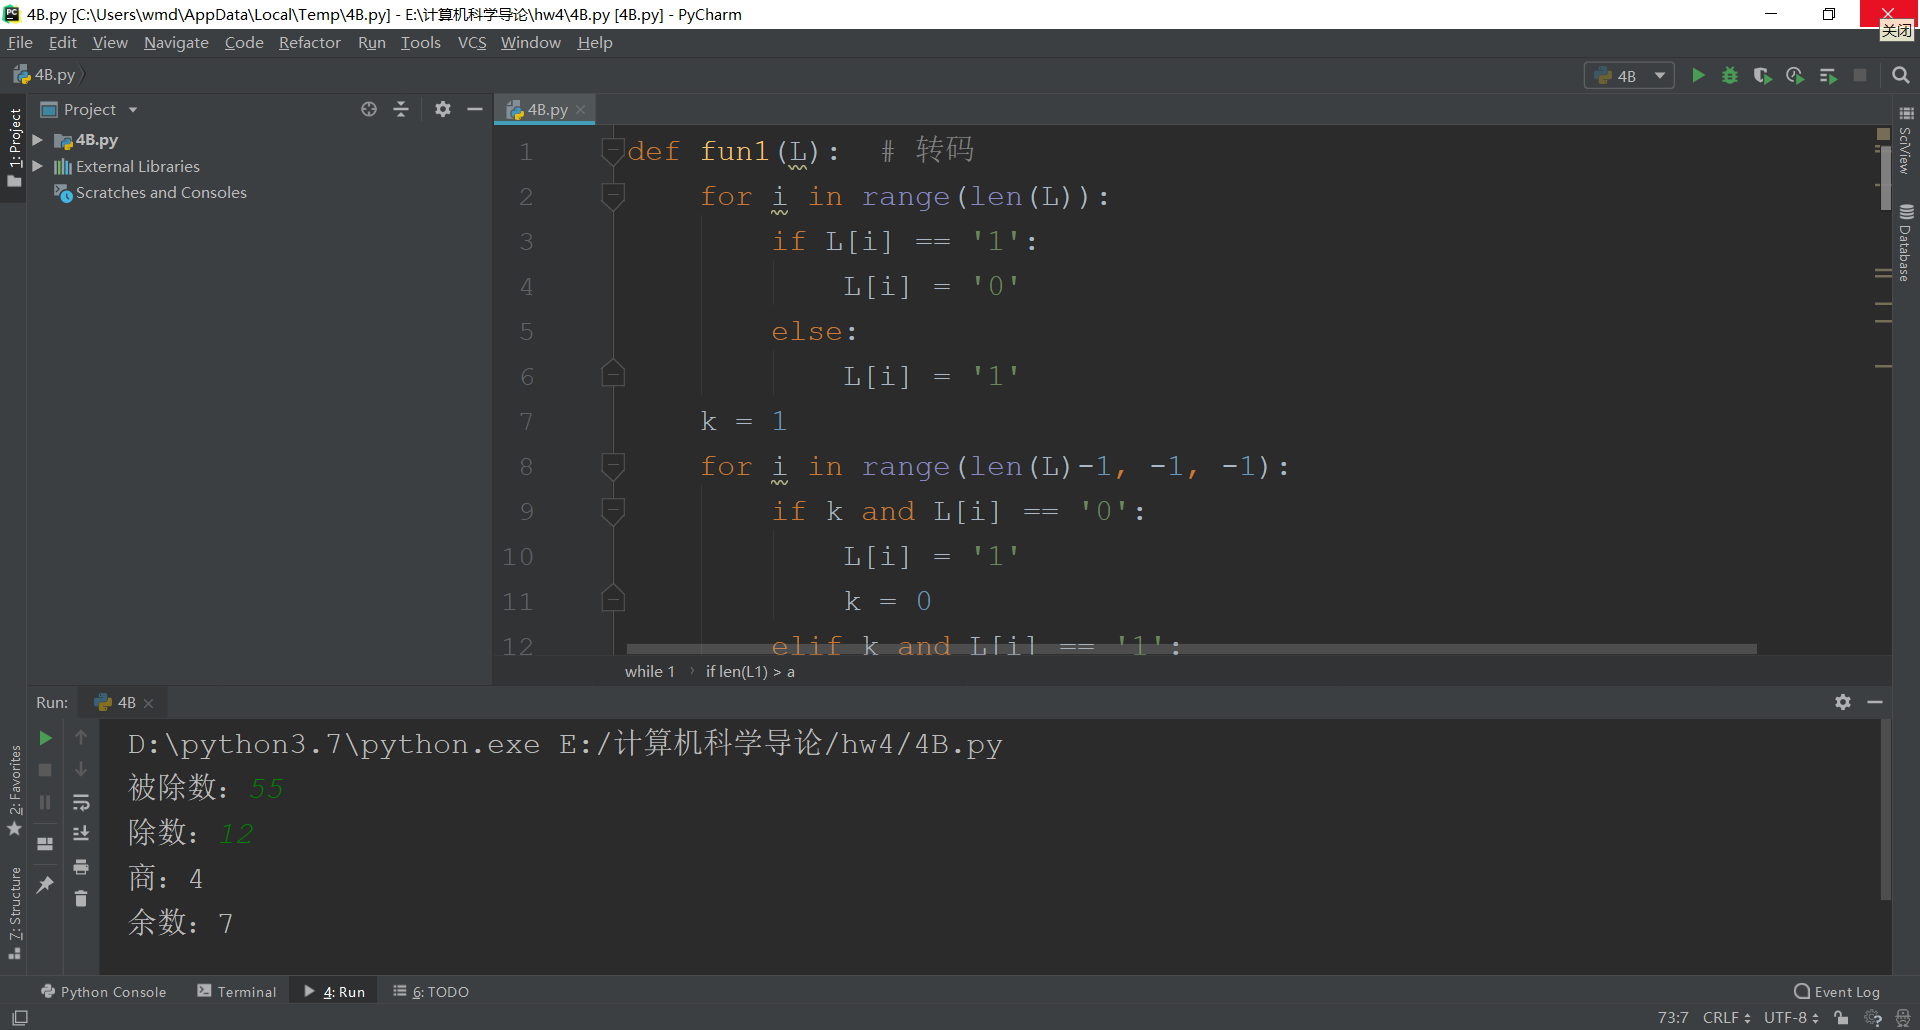 4B.py [C:\Users\wmd\AppData\Local\Temp\4B.py] - E:\计算机科学导论\hw4\4B.py [4B.py] - PyCharm
关闭
File Edit View Navigate Code Refactor Run Tools VCS Window Help
4B.py
4B
Project
4B.py
1: Project
4B.py
External Libraries
Scratches and Consoles
SciView
Database
1 def fun1(L):  # 转码
2     for i in range(len(L)):
3         if L[i] == '1':
4             L[i] = '0'
5         else:
6             L[i] = '1'
7     k = 1
8     for i in range(len(L)-1, -1, -1):
9         if k and L[i] == '0':
10             L[i] = '1'
11             k = 0
12         elif k and L[i] == '1':
while 1 › if len(L1) > a
Run: 4B
2: Favorites
7: Structure
D:\python3.7\python.exe E:/计算机科学导论/hw4/4B.py
被除数：55
除数：12
商：4
余数：7
Python Console Terminal 4: Run 6: TODO Event Log
73:7 CRLF UTF-8